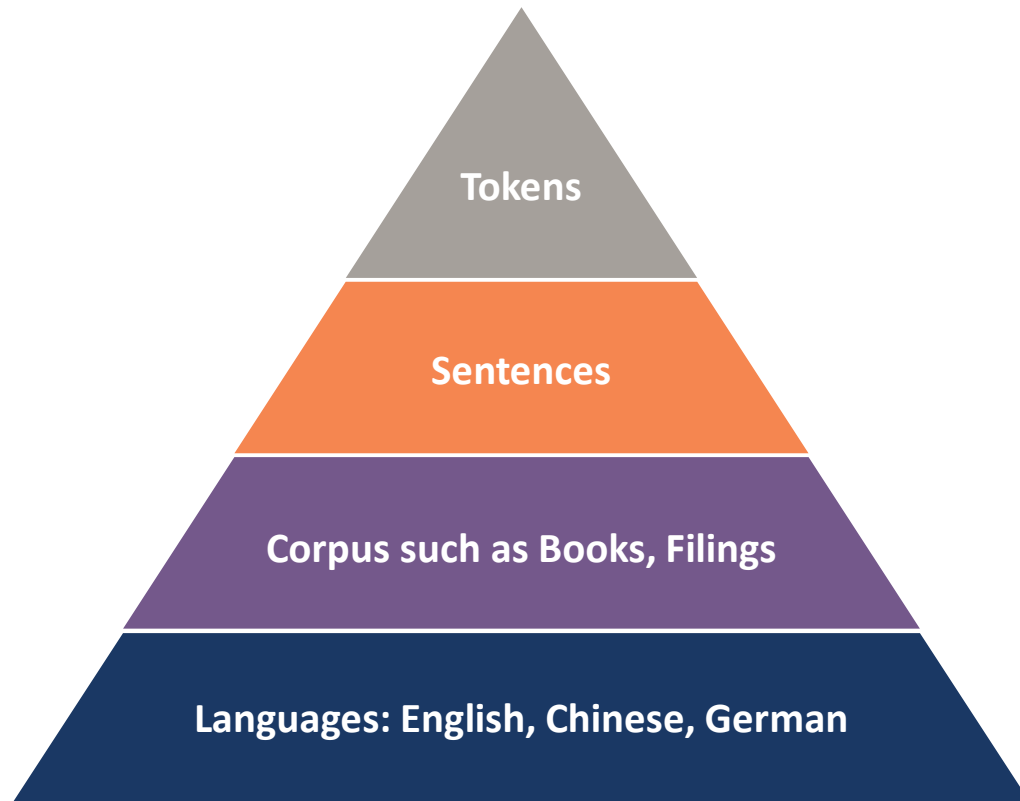 Tokens
Sentences
Corpus such as Books, Filings
Languages: English, Chinese, German